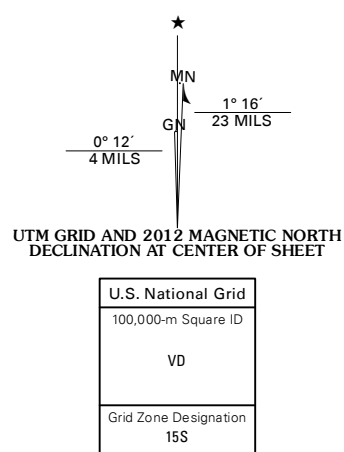 ★
MN
1° 16´
23 MILS
GN
0° 12´
4 MILS
UTM GRID AND 2012 MAGNETIC NORTH
DECLINATION AT CENTER OF SHEET
U.S. National Grid
100,000-m Square ID
VD
Grid Zone Designation
15S